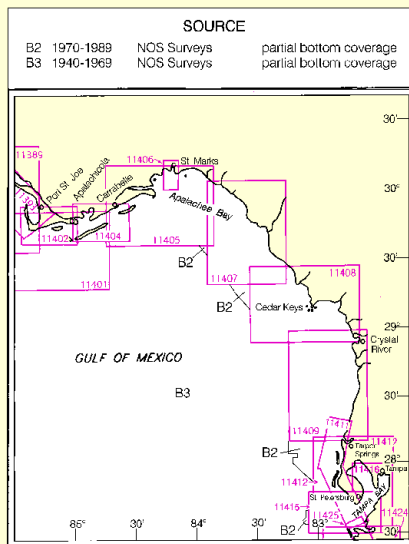 SOURCE
B2 1970-1989 NOS Surveys partial bottom coverage
B3 1940-1969 NOS Surveys partial bottom coverage
30'
11389
11393
Port St. Joe
Apalachicola
Carrabelle
11406
St. Marks
Apalachee Bay
30°
11402
11404
11405
B2
30'
11401
11407
B2
11408
Cedar Keys
29°
Crystal River
GULF OF MEXICO
B3
30'
11409
11411
11412
Tarpon Springs
B2
28°
11412
Tampa
St. Petersburg
TAMPA BAY
11415
11425
11424
B2
30'
86°
30'
85°
30'
84°
30'
83°